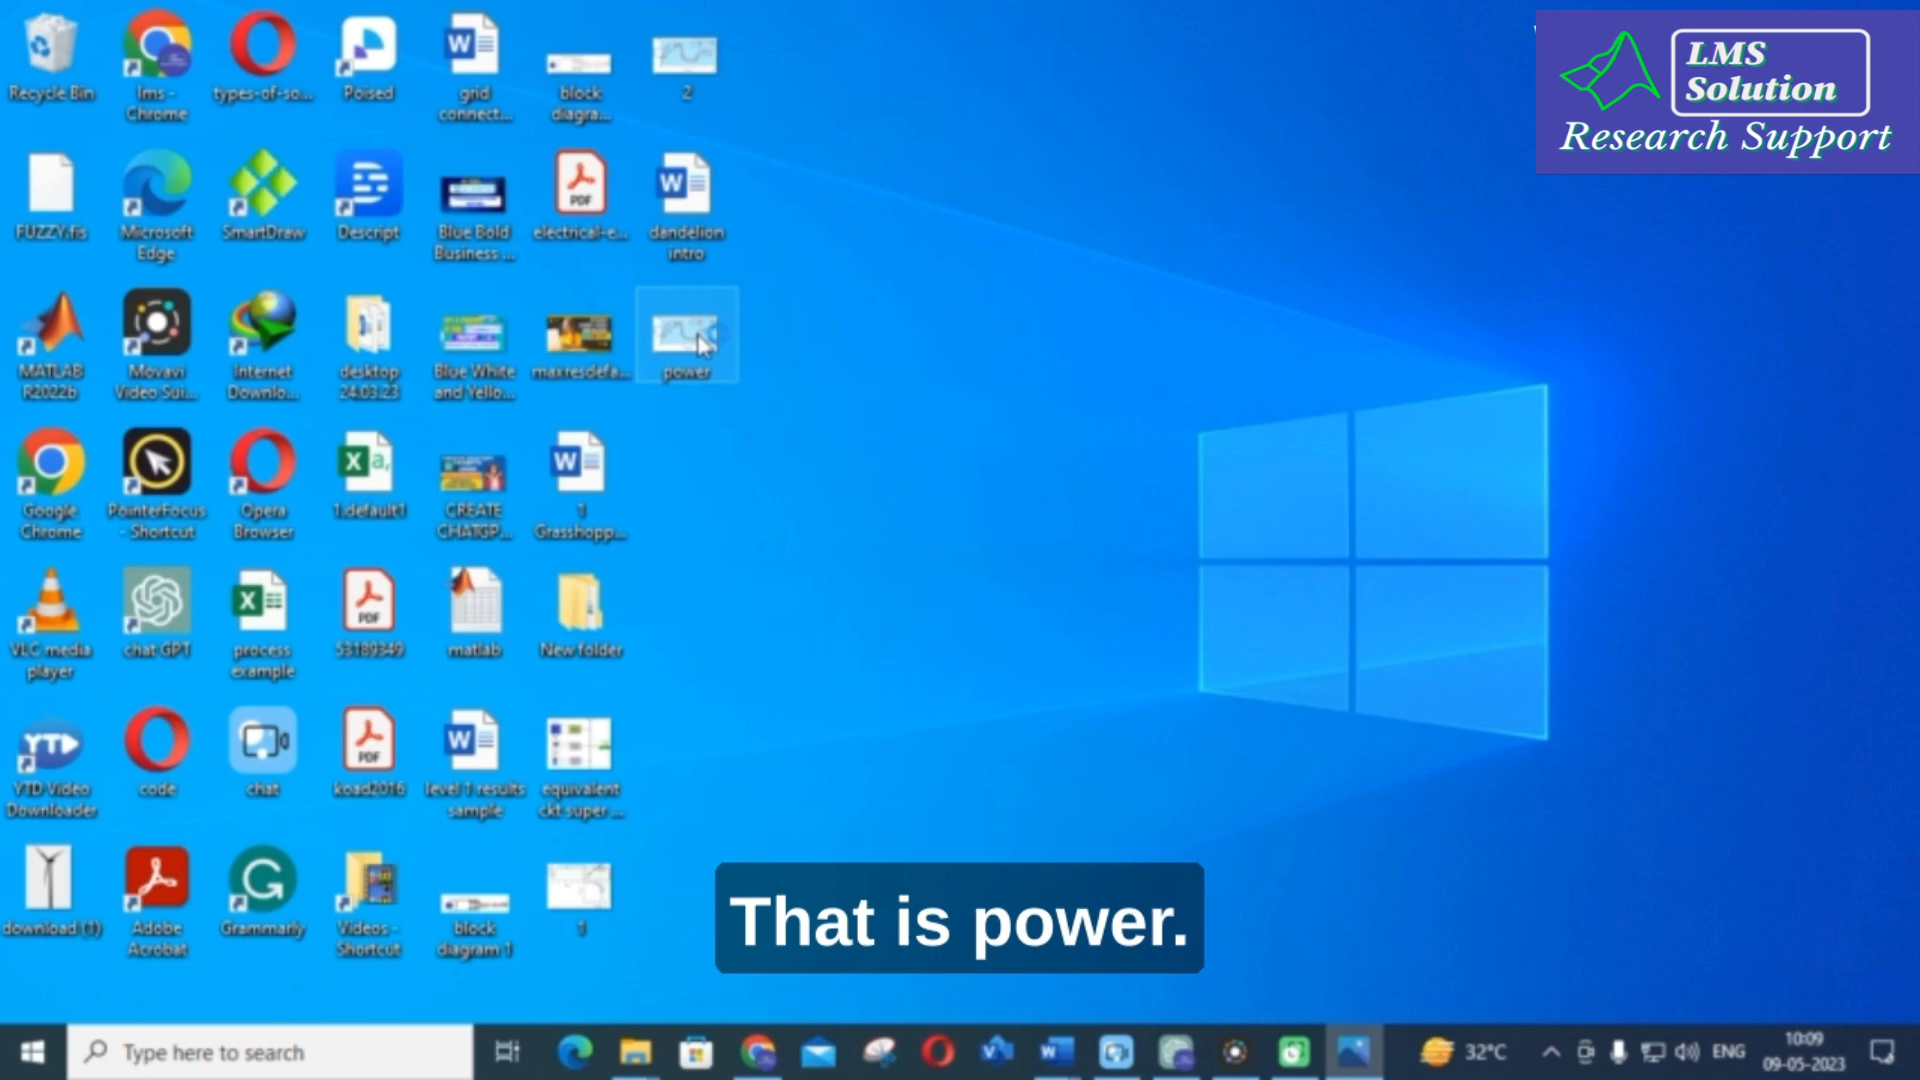 LMS
Solution
Research Support
Recycle Bin
lms -
Chrome
types-of-so...
Poised
grid
connect...
block
diagra...
2
FUZZY.fis
Microsoft
Edge
SmartDraw
Descript
Blue Bold
Business ...
electrical-e...
dandelion
intro
MATLAB
R2022b
Movavi
Video Sui...
Internet
Downlo...
desktop
24.03.23
Blue White
and Yello...
maxresdefa...
power
Google
Chrome
PointerFocus
- Shortcut
Opera
Browser
1.default1
CREATE
CHATGP...
1
Grasshopp...
VLC media
player
chat GPT
process
example
53189349
matlab
New folder
YTD Video
Downloader
code
chat
koad2016
level 1 results
sample
equivalent
ckt super ...
download (1)
Adobe
Acrobat
Grammarly
Videos -
Shortcut
block
diagram 1
1
That is power.
Type here to search
32°C
ENG
10:09
09-05-2023